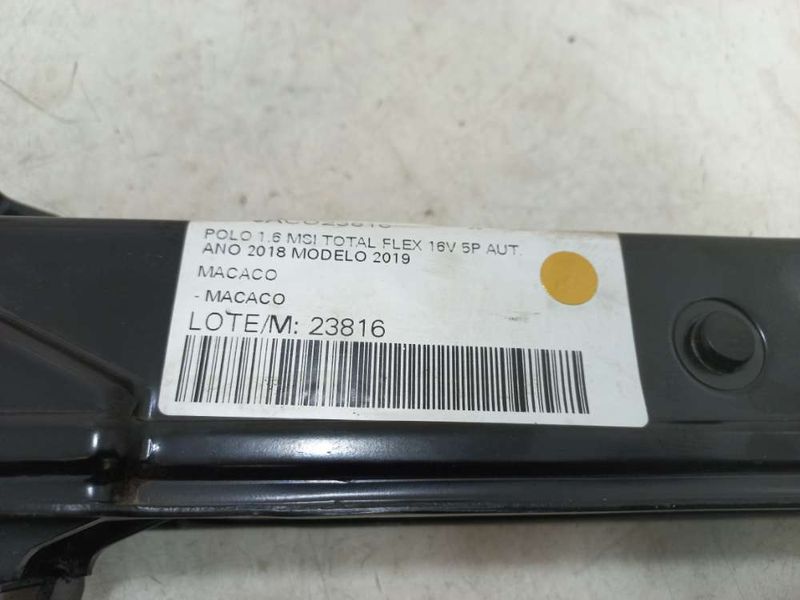 POLO 1.6 MSI TOTAL FLEX 16V 5P AUT.
ANO 2018 MODELO 2019
MACACO
- MACACO
LOTE/M: 23816